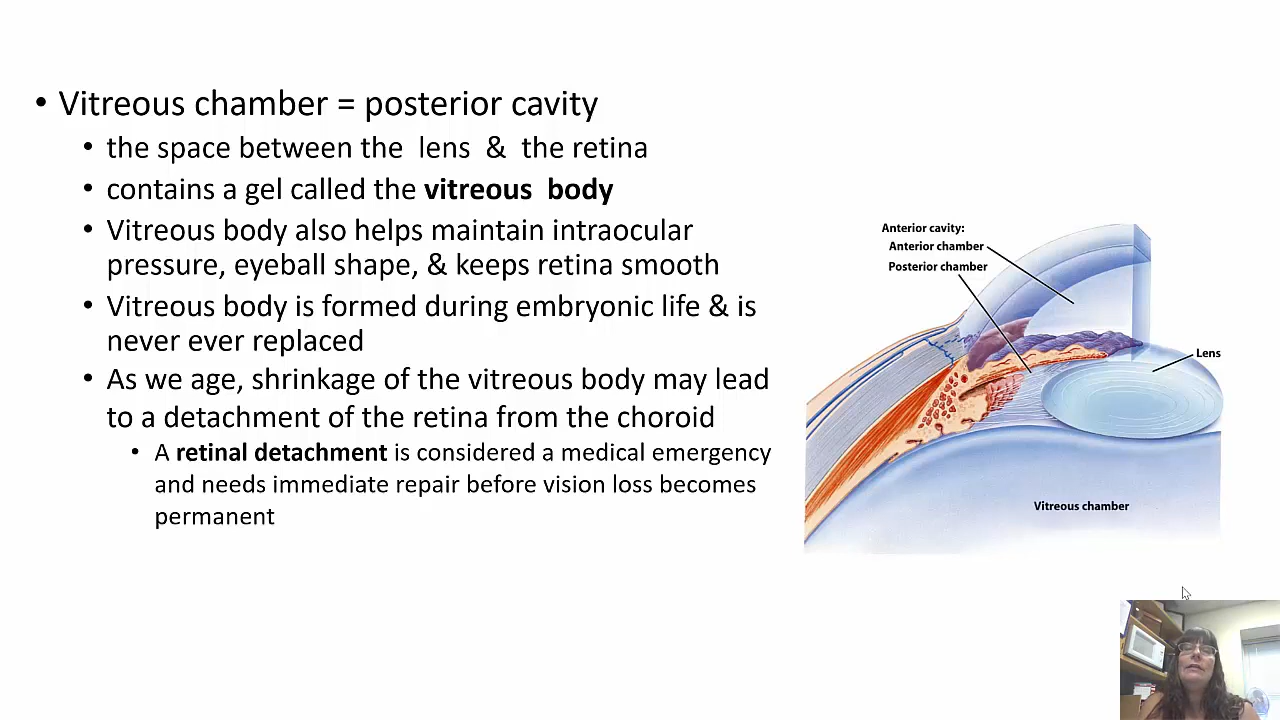 • Vitreous chamber = posterior cavity
• the space between the lens & the retina
• contains a gel called the vitreous body
• Vitreous body also helps maintain intraocular
pressure, eyeball shape, & keeps retina smooth
• Vitreous body is formed during embryonic life & is
never ever replaced
• As we age, shrinkage of the vitreous body may lead
to a detachment of the retina from the choroid
• A retinal detachment is considered a medical emergency
and needs immediate repair before vision loss becomes
permanent
Anterior cavity:
Anterior chamber
Posterior chamber
Lens
Vitreous chamber